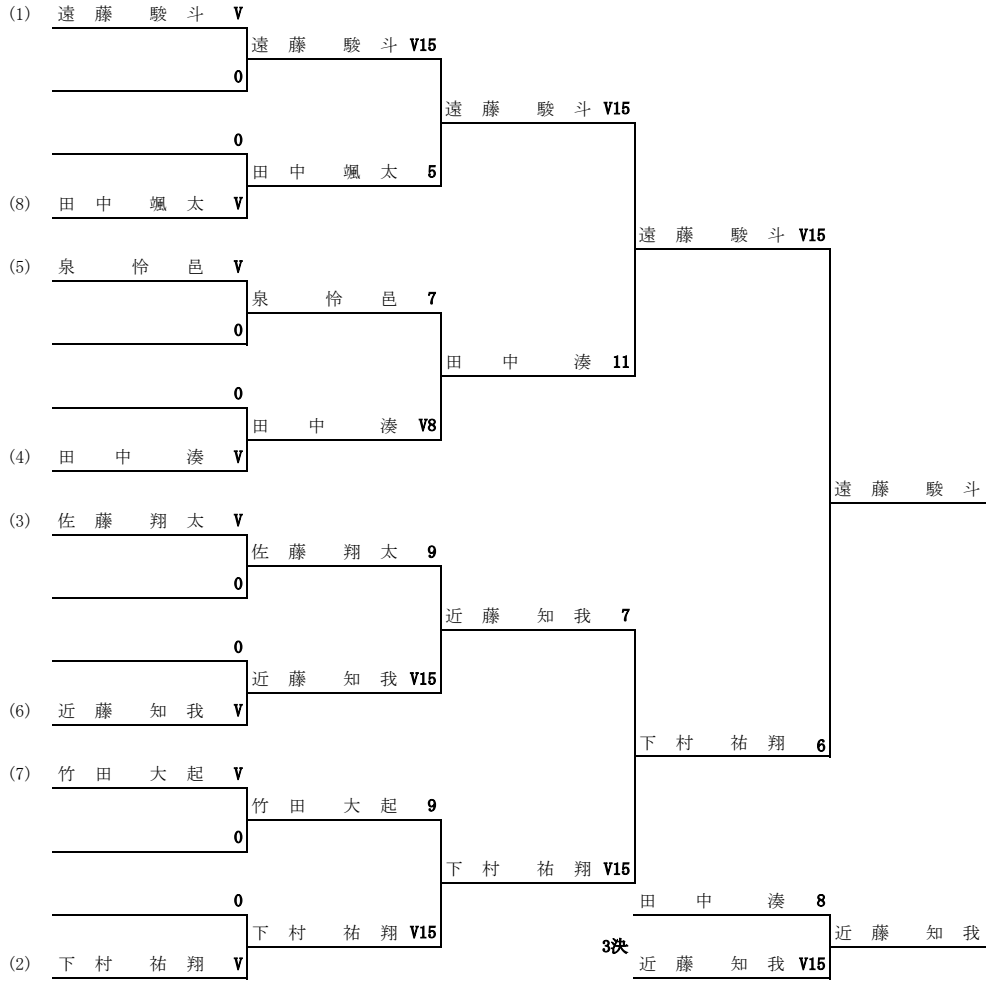 (1) 遠藤 駿斗 V
遠藤 駿斗 V15
0
遠藤 駿斗 V15
0
田中 颯太 5
(8) 田中 颯太 V
遠藤 駿斗 V15
(5) 泉 怜邑 V
泉 怜邑 7
0
田中 湊 11
0
田中 湊 V8
(4) 田中 湊 V
遠藤 駿斗
(3) 佐藤 翔太 V
佐藤 翔太 9
0
近藤 知我 7
0
近藤 知我 V15
(6) 近藤 知我 V
下村 祐翔 6
(7) 竹田 大起 V
竹田 大起 9
0
下村 祐翔 V15
0
田中 湊 8
下村 祐翔 V15
近藤 知我
3決
(2) 下村 祐翔 V
近藤 知我 V15